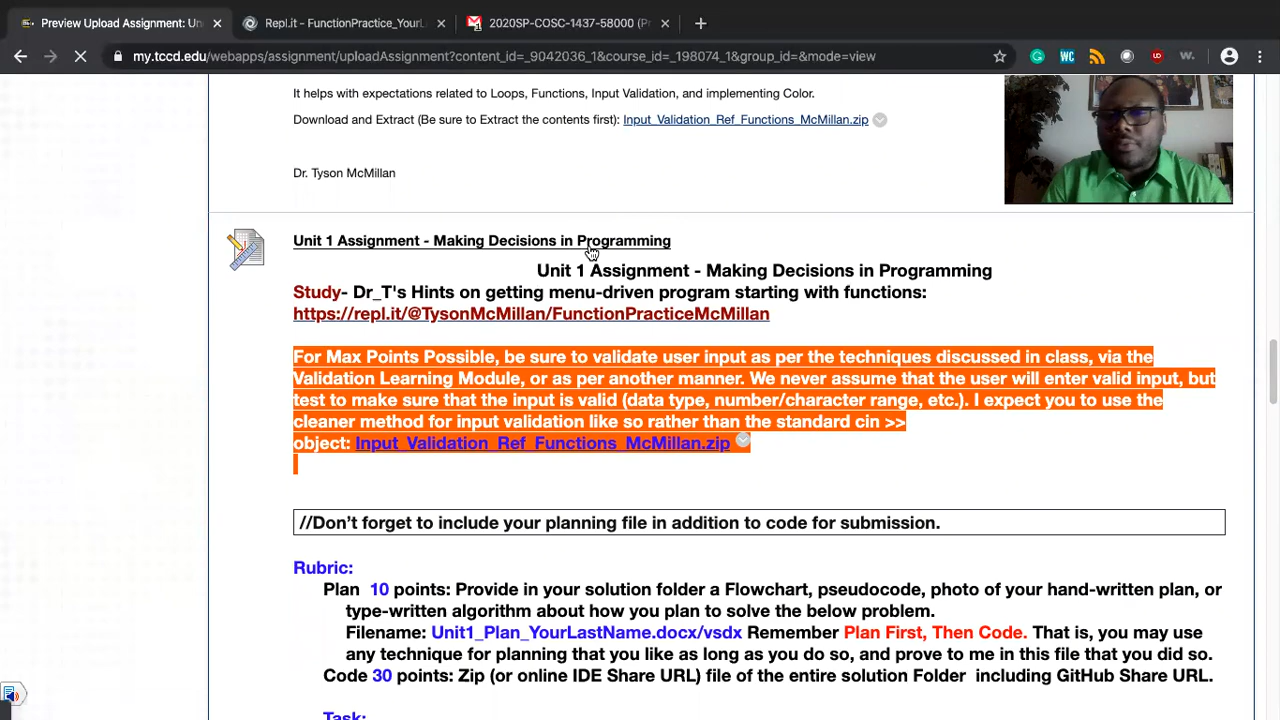 Preview Upload Assignment: Un
Repl.it - FunctionPractice_YourL
2020SP-COSC-1437-58000 (Pr
my.tccd.edu/webapps/assignment/uploadAssignment?content_id=_9042036_1&course_id=_198074_1&group_id=&mode=view
It helps with expectations related to Loops, Functions, Input Validation, and implementing Color.
Download and Extract (Be sure to Extract the contents first): Input_Validation_Ref_Functions_McMillan.zip
Dr. Tyson McMillan
Unit 1 Assignment - Making Decisions in Programming
Unit 1 Assignment - Making Decisions in Programming
Study- Dr_T's Hints on getting menu-driven program starting with functions:
https://repl.it/@TysonMcMillan/FunctionPracticeMcMillan
For Max Points Possible, be sure to validate user input as per the techniques discussed in class, via the
Validation Learning Module, or as per another manner. We never assume that the user will enter valid input, but
test to make sure that the input is valid (data type, number/character range, etc.). I expect you to use the
cleaner method for input validation like so rather than the standard cin >>
object: Input_Validation_Ref_Functions_McMillan.zip
//Don’t forget to include your planning file in addition to code for submission.
Rubric:
Plan 10 points: Provide in your solution folder a Flowchart, pseudocode, photo of your hand-written plan, or
type-written algorithm about how you plan to solve the below problem.
Filename: Unit1_Plan_YourLastName.docx/vsdx Remember Plan First, Then Code. That is, you may use
any technique for planning that you like as long as you do so, and prove to me in this file that you did so.
Code 30 points: Zip (or online IDE Share URL) file of the entire solution Folder including GitHub Share URL.
Task: